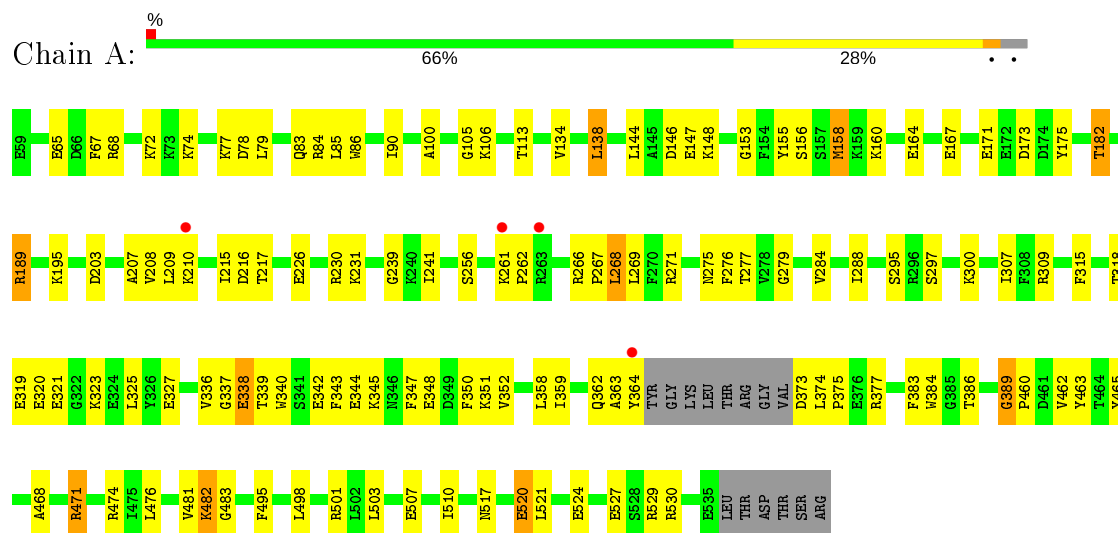 %
Chain A:
66% 28% • •
E59 E65 D66 F67 R68 K72 K73 K74 K77 D78 L79 Q83 R84 L85 W86 I90 A100 G105 K106 T113 V134 L138 L144 A145 D146 E147 K148 G153 F154 Y155 S156 S157 M158 K159 K160 E164 E167 E171 E172 D173 D174 Y175 T182
R189 K195 D203 A207 V208 L209 K210 I215 D216 T217 E226 R230 K231 G239 K240 I241 S256 K261 P262 R263 R266 P267 L268 L269 F270 R271 N275 F276 T277 V278 G279 V284 I288 S295 R296 S297 K300 I307 F308 R309 F315 T318
E319 E320 E321 G322 K323 E324 L325 Y326 E327 V336 G337 E338 T339 W340 S341 E342 F343 E344 K345 N346 F347 E348 D349 F350 K351 V352 L358 I359 Q362 A363 Y364 TYR GLY LYS LEU THR ARG GLY VAL D373 L374 P375 E376 R377 F383 W384 G385 T386 G389 P460 D461 V462 Y463 T464 Y465
A468 R471 R474 I475 L476 V481 K482 G483 F495 L498 R501 L502 L503 E507 I510 N517 E520 L521 E524 E527 S528 R529 R530 E535 LEU THR ASP THR SER ARG